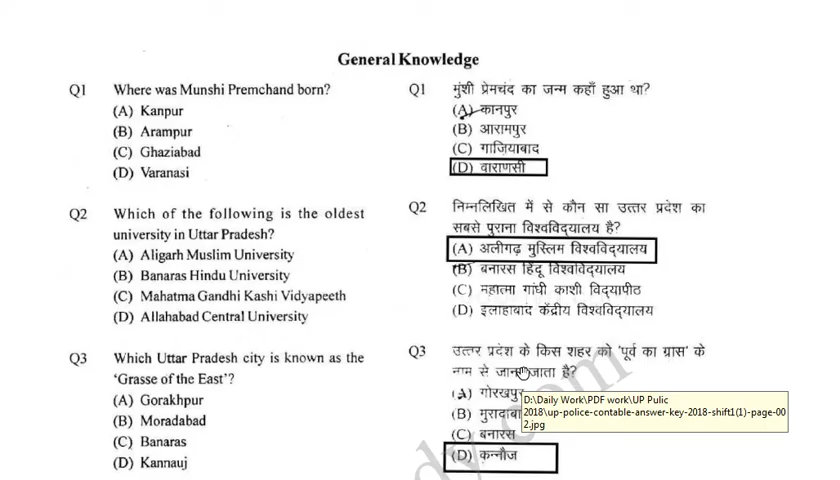 General Knowledge
Q1 Where was Munshi Premchand born?
(A) Kanpur
(B) Arampur
(C) Ghaziabad
(D) Varanasi
Q2 Which of the following is the oldest
university in Uttar Pradesh?
(A) Aligarh Muslim University
(B) Banaras Hindu University
(C) Mahatma Gandhi Kashi Vidyapeeth
(D) Allahabad Central University
Q3 Which Uttar Pradesh city is known as the
‘Grasse of the East’?
(A) Gorakhpur
(B) Moradabad
(C) Banaras
(D) Kannauj
Q1 मुंशी प्रेमचंद का जन्म कहाँ हुआ था?
(A) कानपुर
(B) आरामपुर
(C) गाज़ियाबाद
(D) वाराणसी
Q2 निम्नलिखित में से कौन सा उत्तर प्रदेश का
सबसे पुराना विश्वविद्यालय है?
(A) अलीगढ़ मुस्लिम विश्वविद्यालय
(B) बनारस हिंदू विश्वविद्यालय
(C) महात्मा गांधी काशी विद्यापीठ
(D) इलाहाबाद केंद्रीय विश्वविद्यालय
Q3 उत्तर प्रदेश के किस शहर को 'पूर्व का ग्रास' के
नाम से जाना जाता है?
(A) गोरखपुर
(B) मुरादाबा
(C) बनारस
(D) कन्नौज
D:\Daily Work\PDF work\UP Pulic
2018\up-police-contable-answer-key-2018-shift1(1)-page-00
2.jpg
dy.com